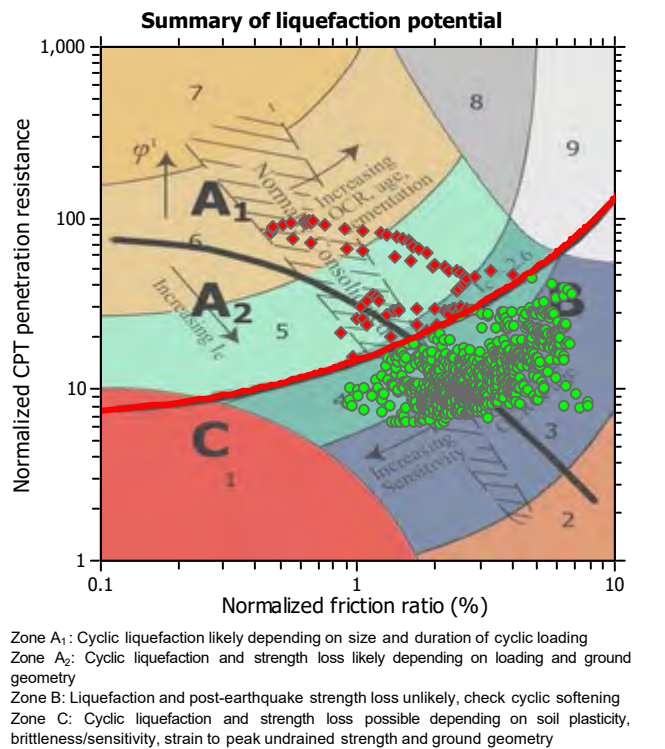 Summary of liquefaction potential
1,000
100
10
1
Normalized CPT penetration resistance
7
8
9
φ'
Increasing
OCR, age,
cementation
A1
6
A2
Increasing Ic
5
2.6
B
4
C
1
3
Increasing
Sensitivity
2
0.1
1
10
Normalized friction ratio (%)
Zone A1: Cyclic liquefaction likely depending on size and duration of cyclic loading
Zone A2: Cyclic liquefaction and strength loss likely depending on loading and ground
geometry
Zone B: Liquefaction and post-earthquake strength loss unlikely, check cyclic softening
Zone C: Cyclic liquefaction and strength loss possible depending on soil plasticity,
brittleness/sensitivity, strain to peak undrained strength and ground geometry